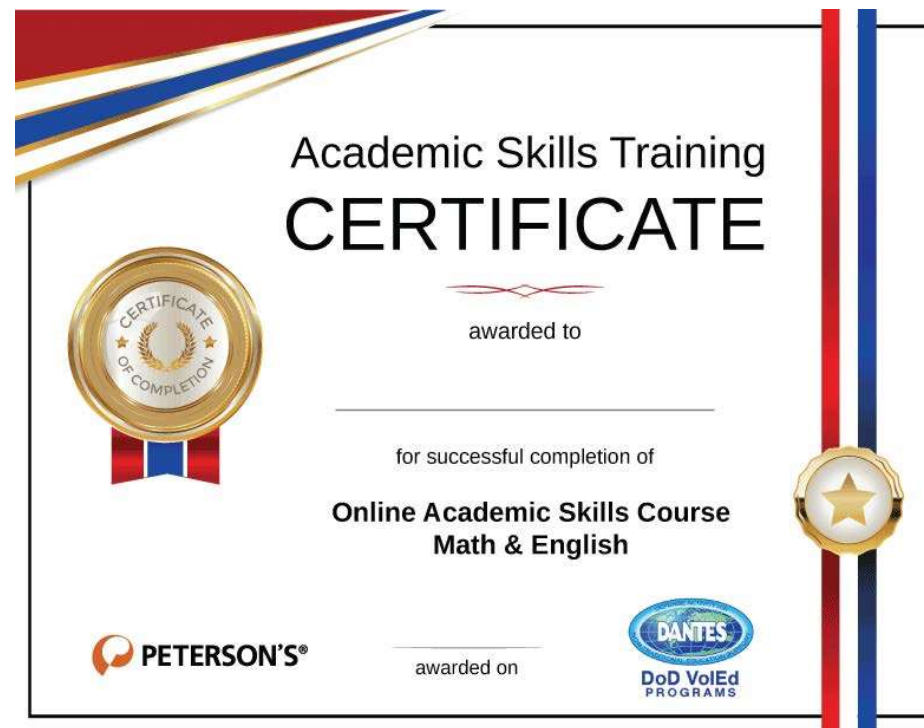 Academic Skills Training
CERTIFICATE
awarded to
CERTIFICATE
OF COMPLETION
for successful completion of
Online Academic Skills Course
Math & English
PETERSON'S®
awarded on
DANTES
DoD VolEd
PROGRAMS